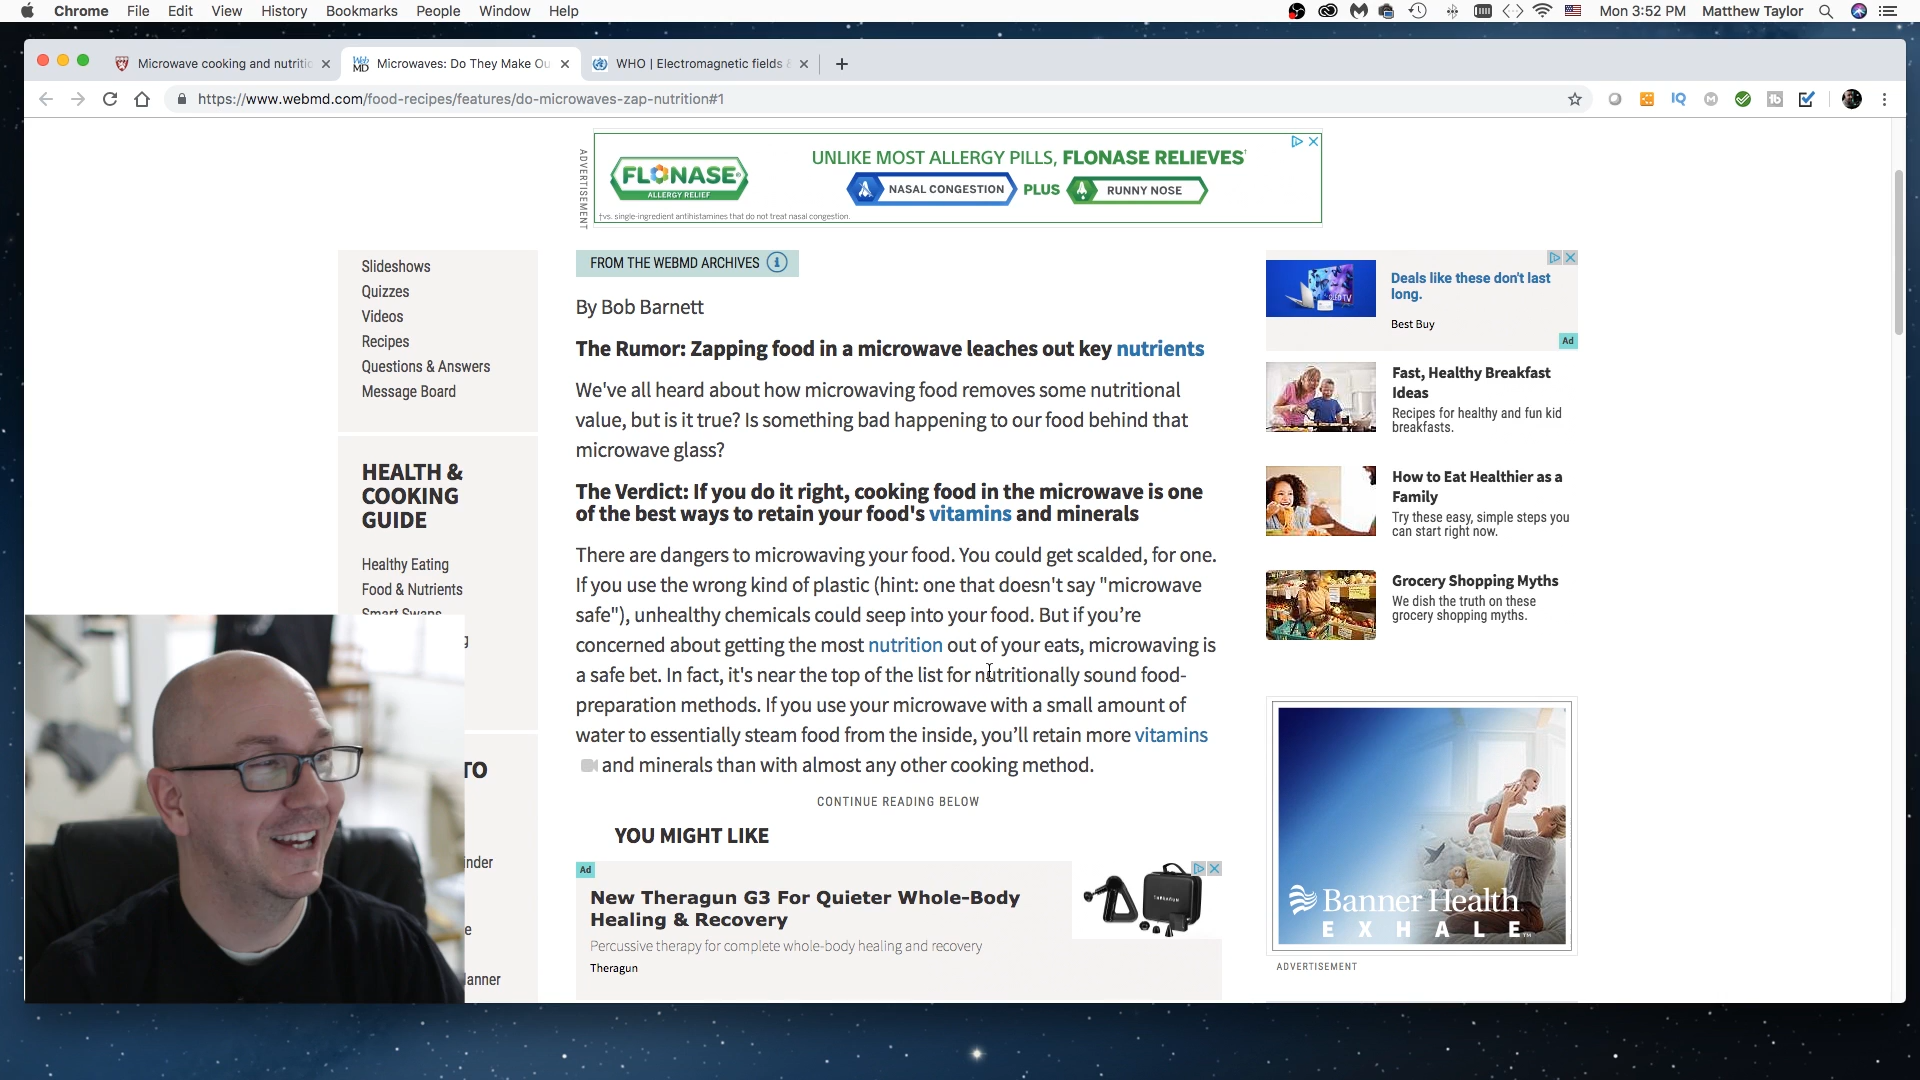 Chrome File Edit View History Bookmarks People Window Help
Mon 3:52 PM Matthew Taylor
Microwave cooking and nutritio
Microwaves: Do They Make Ou
WHO | Electromagnetic fields
https://www.webmd.com/food-recipes/features/do-microwaves-zap-nutrition#1
ADVERTISEMENT
FLONASE
ALLERGY RELIEF
UNLIKE MOST ALLERGY PILLS, FLONASE RELIEVES†
NASAL CONGESTION PLUS RUNNY NOSE
†vs. single-ingredient antihistamines that do not treat nasal congestion.
Slideshows
Quizzes
Videos
Recipes
Questions & Answers
Message Board
HEALTH &
COOKING
GUIDE
Healthy Eating
Food & Nutrients
Smart Swaps
g
TO
inder
e
lanner
FROM THE WEBMD ARCHIVES
By Bob Barnett
The Rumor: Zapping food in a microwave leaches out key nutrients
We've all heard about how microwaving food removes some nutritional
value, but is it true? Is something bad happening to our food behind that
microwave glass?
The Verdict: If you do it right, cooking food in the microwave is one
of the best ways to retain your food's vitamins and minerals
There are dangers to microwaving your food. You could get scalded, for one.
If you use the wrong kind of plastic (hint: one that doesn't say "microwave
safe"), unhealthy chemicals could seep into your food. But if you’re
concerned about getting the most nutrition out of your eats, microwaving is
a safe bet. In fact, it's near the top of the list for nutritionally sound food-
preparation methods. If you use your microwave with a small amount of
water to essentially steam food from the inside, you’ll retain more vitamins
and minerals than with almost any other cooking method.
CONTINUE READING BELOW
YOU MIGHT LIKE
Ad
New Theragun G3 For Quieter Whole-Body
Healing & Recovery
Percussive therapy for complete whole-body healing and recovery
Theragun
THERAGUN
Deals like these don't last
long.
Best Buy
Ad
Fast, Healthy Breakfast
Ideas
Recipes for healthy and fun kid
breakfasts.
How to Eat Healthier as a
Family
Try these easy, simple steps you
can start right now.
Grocery Shopping Myths
We dish the truth on these
grocery shopping myths.
Banner Health
EXHALE
ADVERTISEMENT